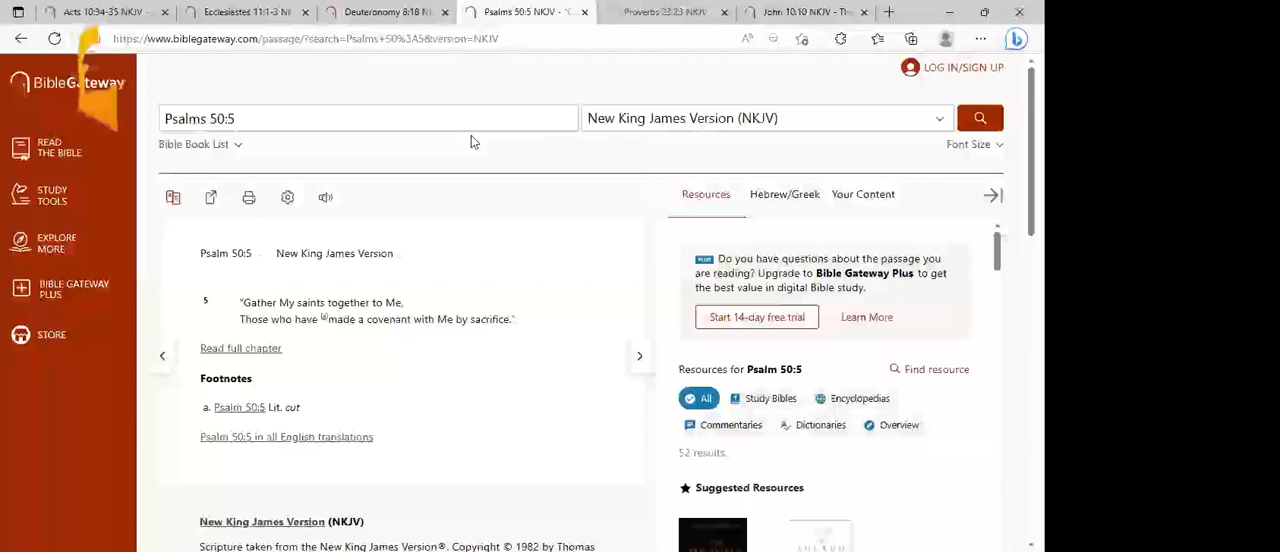 Acts 10:34-35 NKJV -
Ecclesiastes 11:1-3 N
Deuteronomy 8:18 N
Psalms 50:5 NKJV - "G
Proverbs 23:23 NKJV
John 10:10 NKJV - The
https://www.biblegateway.com/passage/?search=Psalms+50%3A5&version=NKJV
BibleGateway
LOG IN/SIGN UP
Psalms 50:5
New King James Version (NKJV)
Bible Book List
Font Size
READ
THE BIBLE
STUDY
TOOLS
EXPLORE
MORE
BIBLE GATEWAY
PLUS
STORE
Resources
Hebrew/Greek
Your Content
Psalm 50:5
New King James Version
5 "Gather My saints together to Me,
Those who have [a]made a covenant with Me by sacrifice."
Read full chapter
Footnotes
a. Psalm 50:5 Lit. cut
Psalm 50:5 in all English translations
New King James Version (NKJV)
Scripture taken from the New King James Version®. Copyright © 1982 by Thomas
PLUS Do you have questions about the passage you
are reading? Upgrade to Bible Gateway Plus to get
the best value in digital Bible study.
Start 14-day free trial
Learn More
Resources for Psalm 50:5
Find resource
All
Study Bibles
Encyclopedias
Commentaries
Dictionaries
Overview
52 results.
Suggested Resources